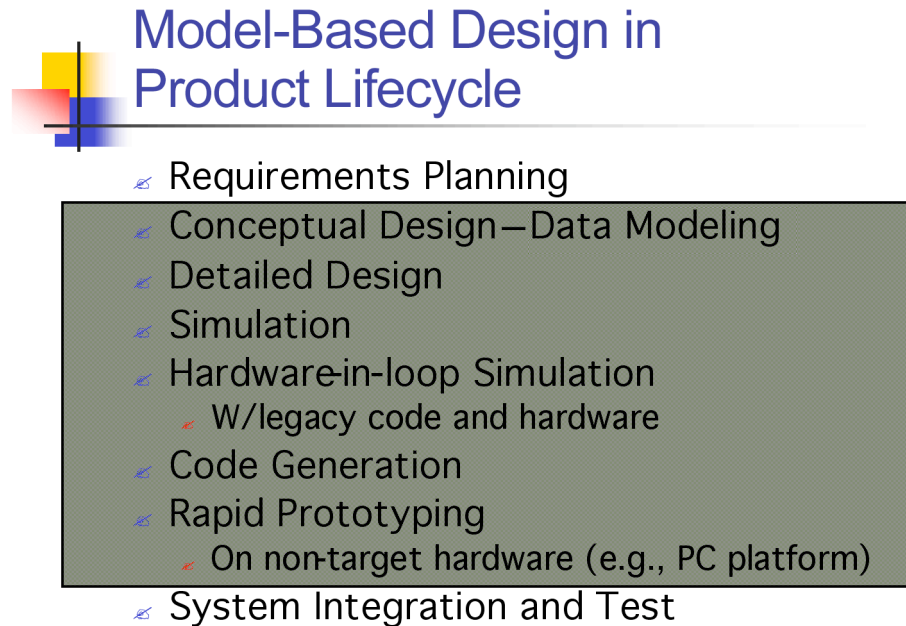 Model-Based Design in
Product Lifecycle
Requirements Planning
Conceptual Design—Data Modeling
Detailed Design
Simulation
Hardware-in-loop Simulation
W/legacy code and hardware
Code Generation
Rapid Prototyping
On non-target hardware (e.g., PC platform)
System Integration and Test